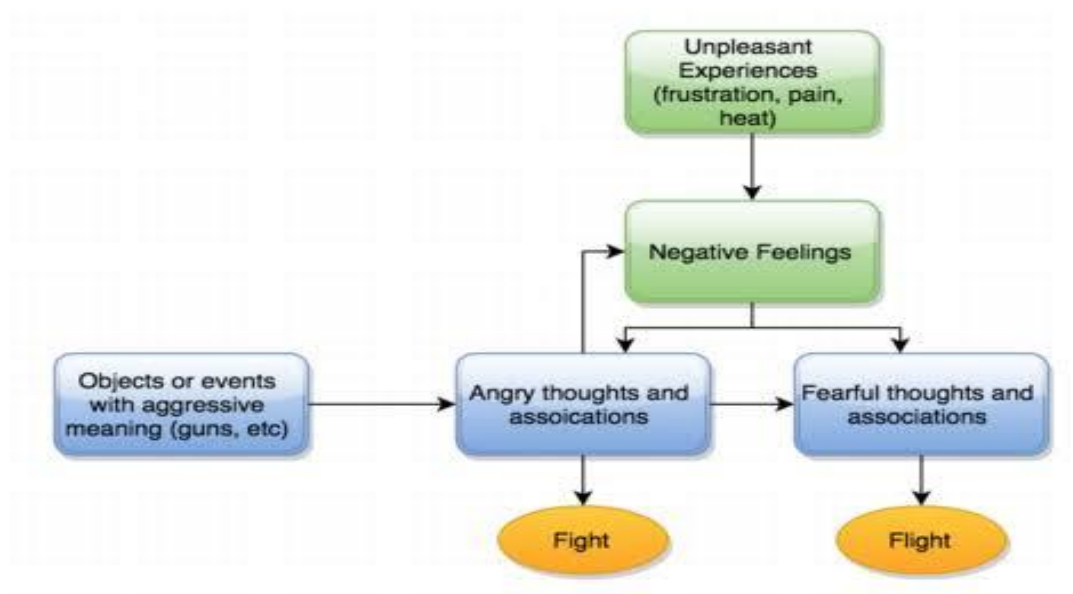 Unpleasant
Experiences
(frustration, pain,
heat)
Negative Feelings
Objects or events
with aggressive
meaning (guns, etc)
Angry thoughts and
assoications
Fearful thoughts and
associations
Fight
Flight